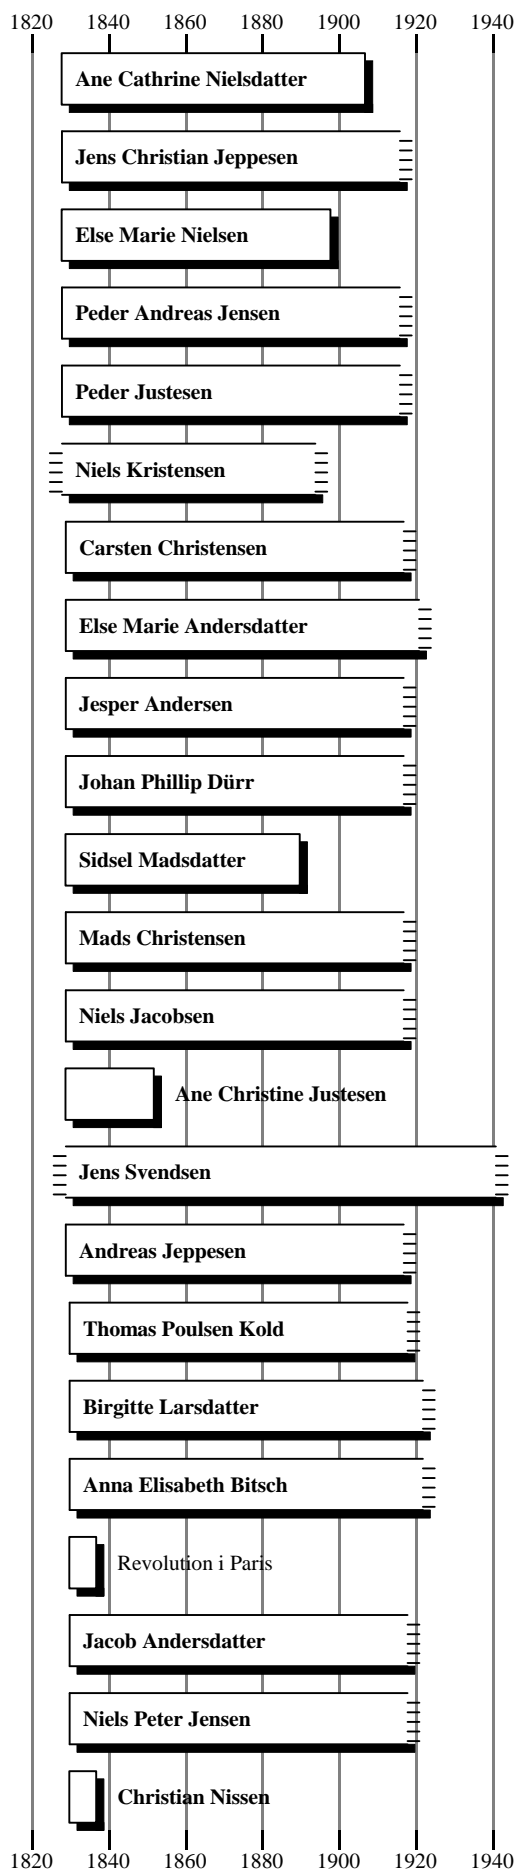 1820 1840 1860 1880 1900 1920 1940
Ane Cathrine Nielsdatter
Jens Christian Jeppesen
Else Marie Nielsen
Peder Andreas Jensen
Peder Justesen
Niels Kristensen
Carsten Christensen
Else Marie Andersdatter
Jesper Andersen
Johan Phillip Dürr
Sidsel Madsdatter
Mads Christensen
Niels Jacobsen
Ane Christine Justesen
Jens Svendsen
Andreas Jeppesen
Thomas Poulsen Kold
Birgitte Larsdatter
Anna Elisabeth Bitsch
Revolution i Paris
Jacob Andersdatter
Niels Peter Jensen
Christian Nissen
1820 1840 1860 1880 1900 1920 1940